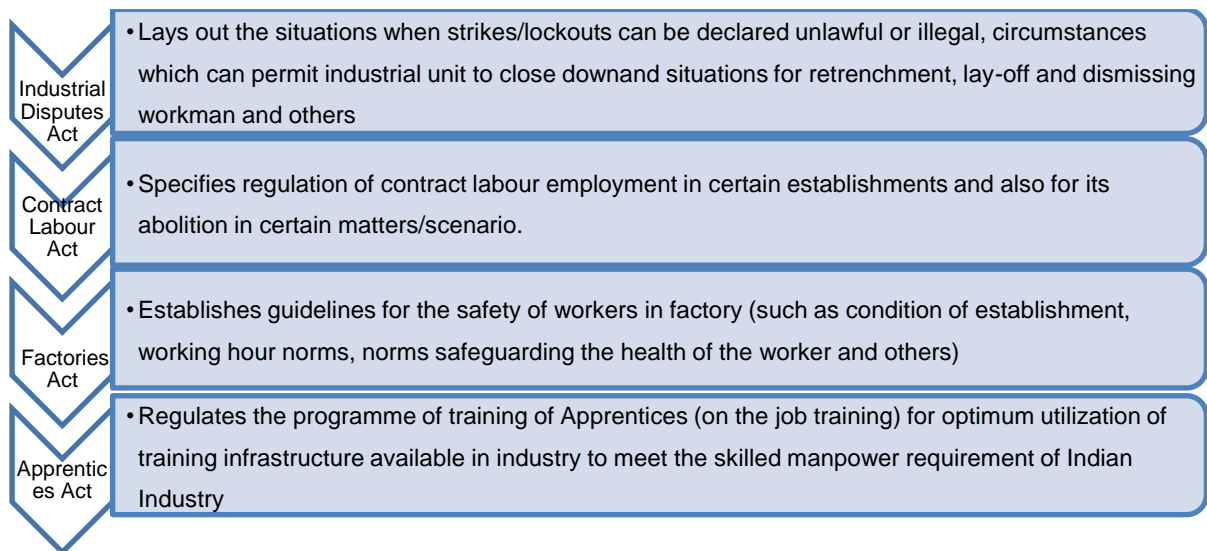 Industrial
Disputes
Act
• Lays out the situations when strikes/lockouts can be declared unlawful or illegal, circumstances
which can permit industrial unit to close downand situations for retrenchment, lay-off and dismissing
workman and others
Contract
Labour
Act
• Specifies regulation of contract labour employment in certain establishments and also for its
abolition in certain matters/scenario.
Factories
Act
• Establishes guidelines for the safety of workers in factory (such as condition of establishment,
working hour norms, norms safeguarding the health of the worker and others)
Apprentic
es Act
• Regulates the programme of training of Apprentices (on the job training) for optimum utilization of
training infrastructure available in industry to meet the skilled manpower requirement of Indian
Industry